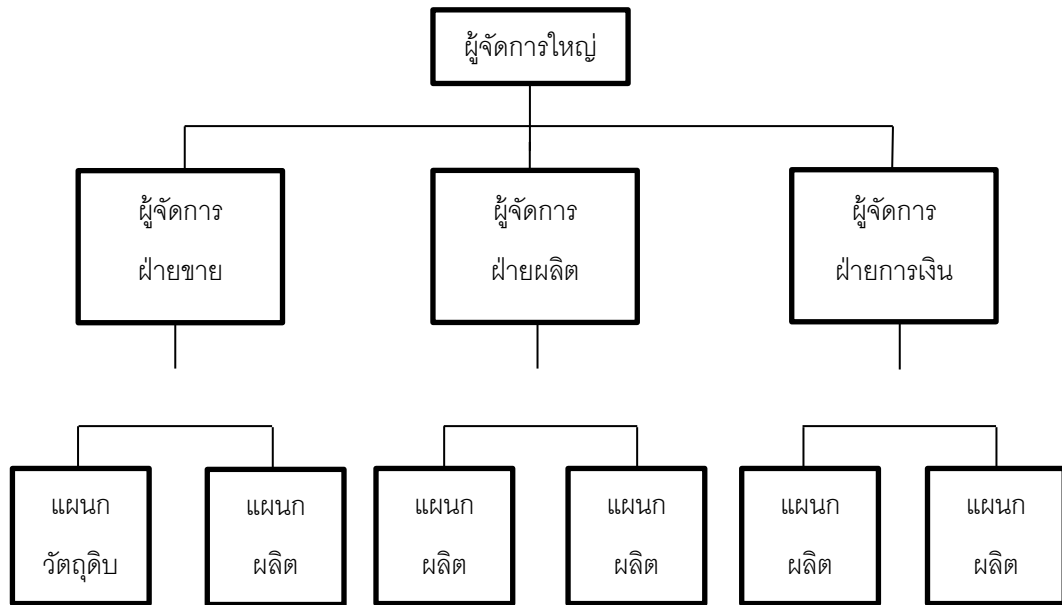 ผู้จัดการใหญ่
ผู้จัดการ
ฝ่ายขาย
ผู้จัดการ
ฝ่ายผลิต
ผู้จัดการ
ฝ่ายการเงิน
แผนก
วัตถุดิบ
แผนก
ผลิต
แผนก
ผลิต
แผนก
ผลิต
แผนก
ผลิต
แผนก
ผลิต